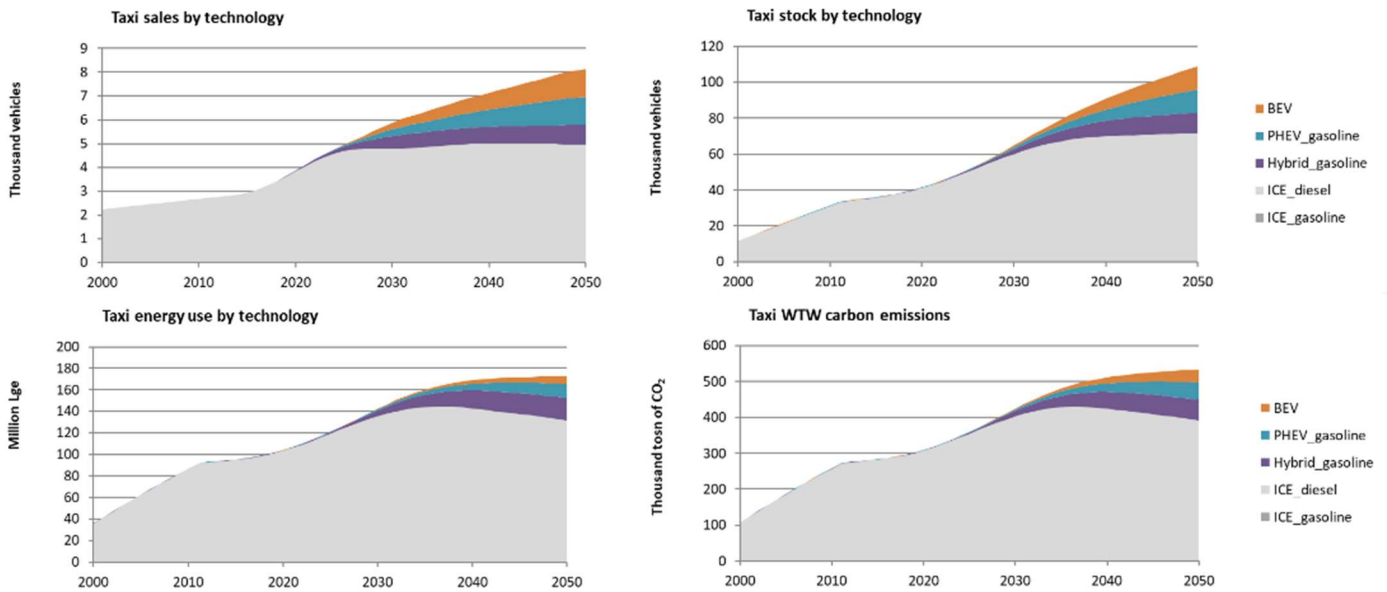 Taxi sales by technology
Thousand vehicles
9
8
7
6
5
4
3
2
1
0
2000 2010 2020 2030 2040 2050
Taxi stock by technology
Thousand vehicles
120
100
80
60
40
20
0
2000 2010 2020 2030 2040 2050
BEV
PHEV_gasoline
Hybrid_gasoline
ICE_diesel
ICE_gasoline
Taxi energy use by technology
Million Lge
200
180
160
140
120
100
80
60
40
20
0
2000 2010 2020 2030 2040 2050
Taxi WTW carbon emissions
Thousand tosn of CO₂
600
500
400
300
200
100
0
2000 2010 2020 2030 2040 2050
BEV
PHEV_gasoline
Hybrid_gasoline
ICE_diesel
ICE_gasoline